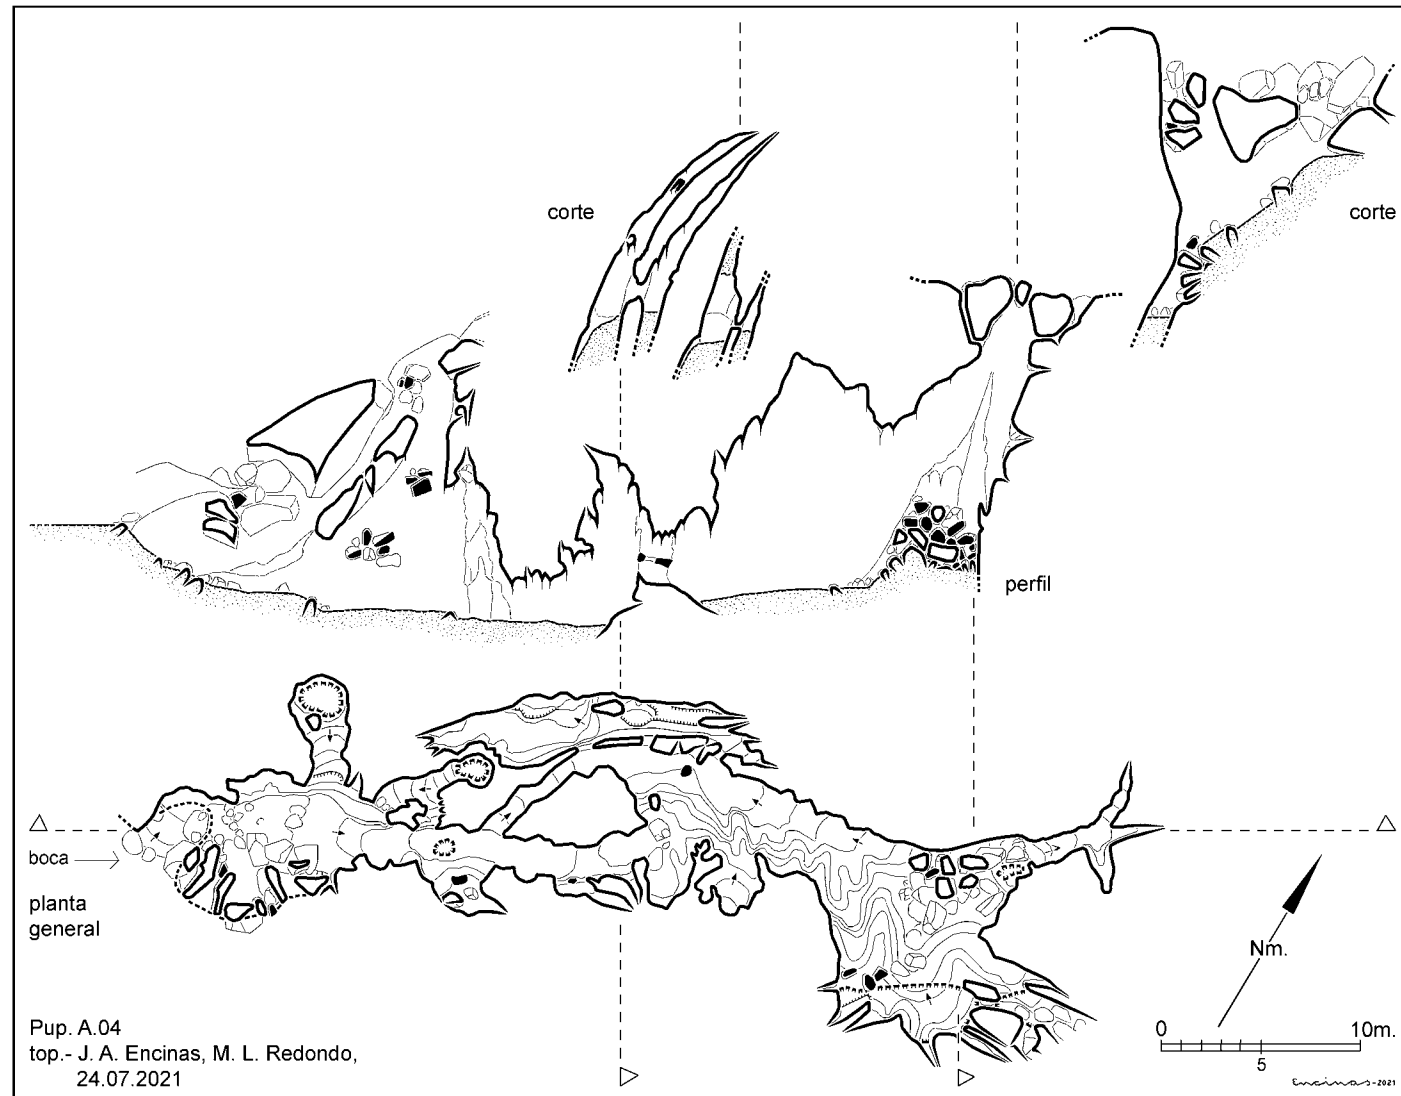 corte
corte
perfil
boca
planta
general
Nm.
0 10m.
5
Pup. A.04
top.- J. A. Encinas, M. L. Redondo,
24.07.2021
Encinas-2021